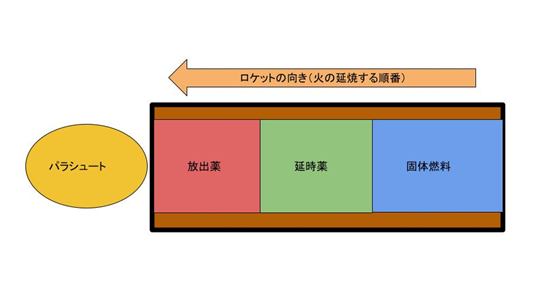 ロケットの向き(火の延焼する順番)
パラシュート
放出薬
延時薬
固体燃料